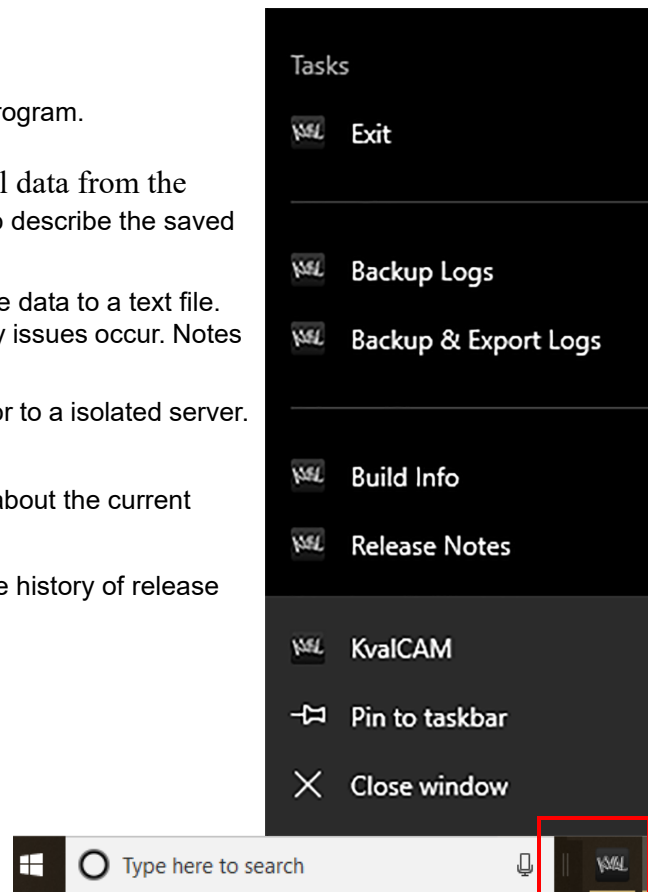 rogram.
l data from the
o describe the saved
e data to a text file.
y issues occur. Notes
or to a isolated server.
about the current
e history of release
Tasks
Exit
Backup Logs
Backup & Export Logs
Build Info
Release Notes
KvalCAM
Pin to taskbar
Close window
Type here to search